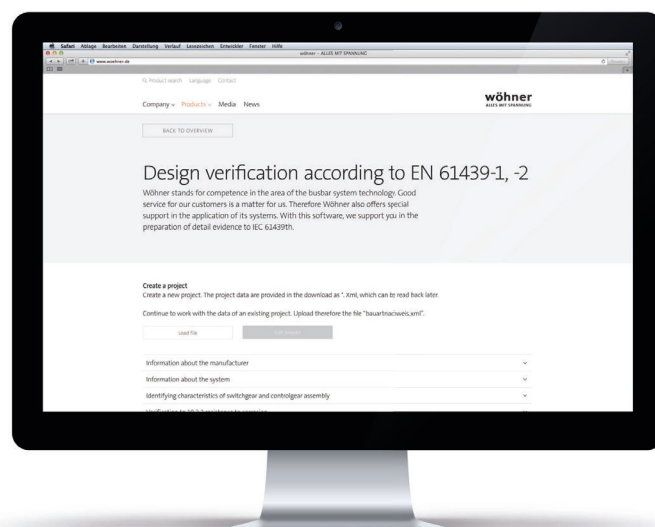 Safari Ablage Bearbeiten Darstellung Verlauf Lesezeichen Entwickler Fenster Hilfe
wöhner – ALLES MIT SPANNUNG
www.woehner.de
Product search Language Contact
Company Products Media News
wöhner
ALLES MIT SPANNUNG
BACK TO OVERVIEW
Design verification according to EN 61439-1, -2
Wöhner stands for competence in the area of the busbar system technology. Good
service for our customers is a matter for us. Therefore Wöhner also offers special
support in the application of its systems. With this software, we support you in the
preparation of detail evidence to IEC 61439th.
Create a project
Create a new project. The project data are provided in the download as ". Xml, which can to read back later.
Continue to work with the data of an existing project. Upload therefore the file "bauartnachweis.xml".
Load file
Information about the manufacturer
Information about the system
Identifying characteristics of switchgear and controlgear assembly